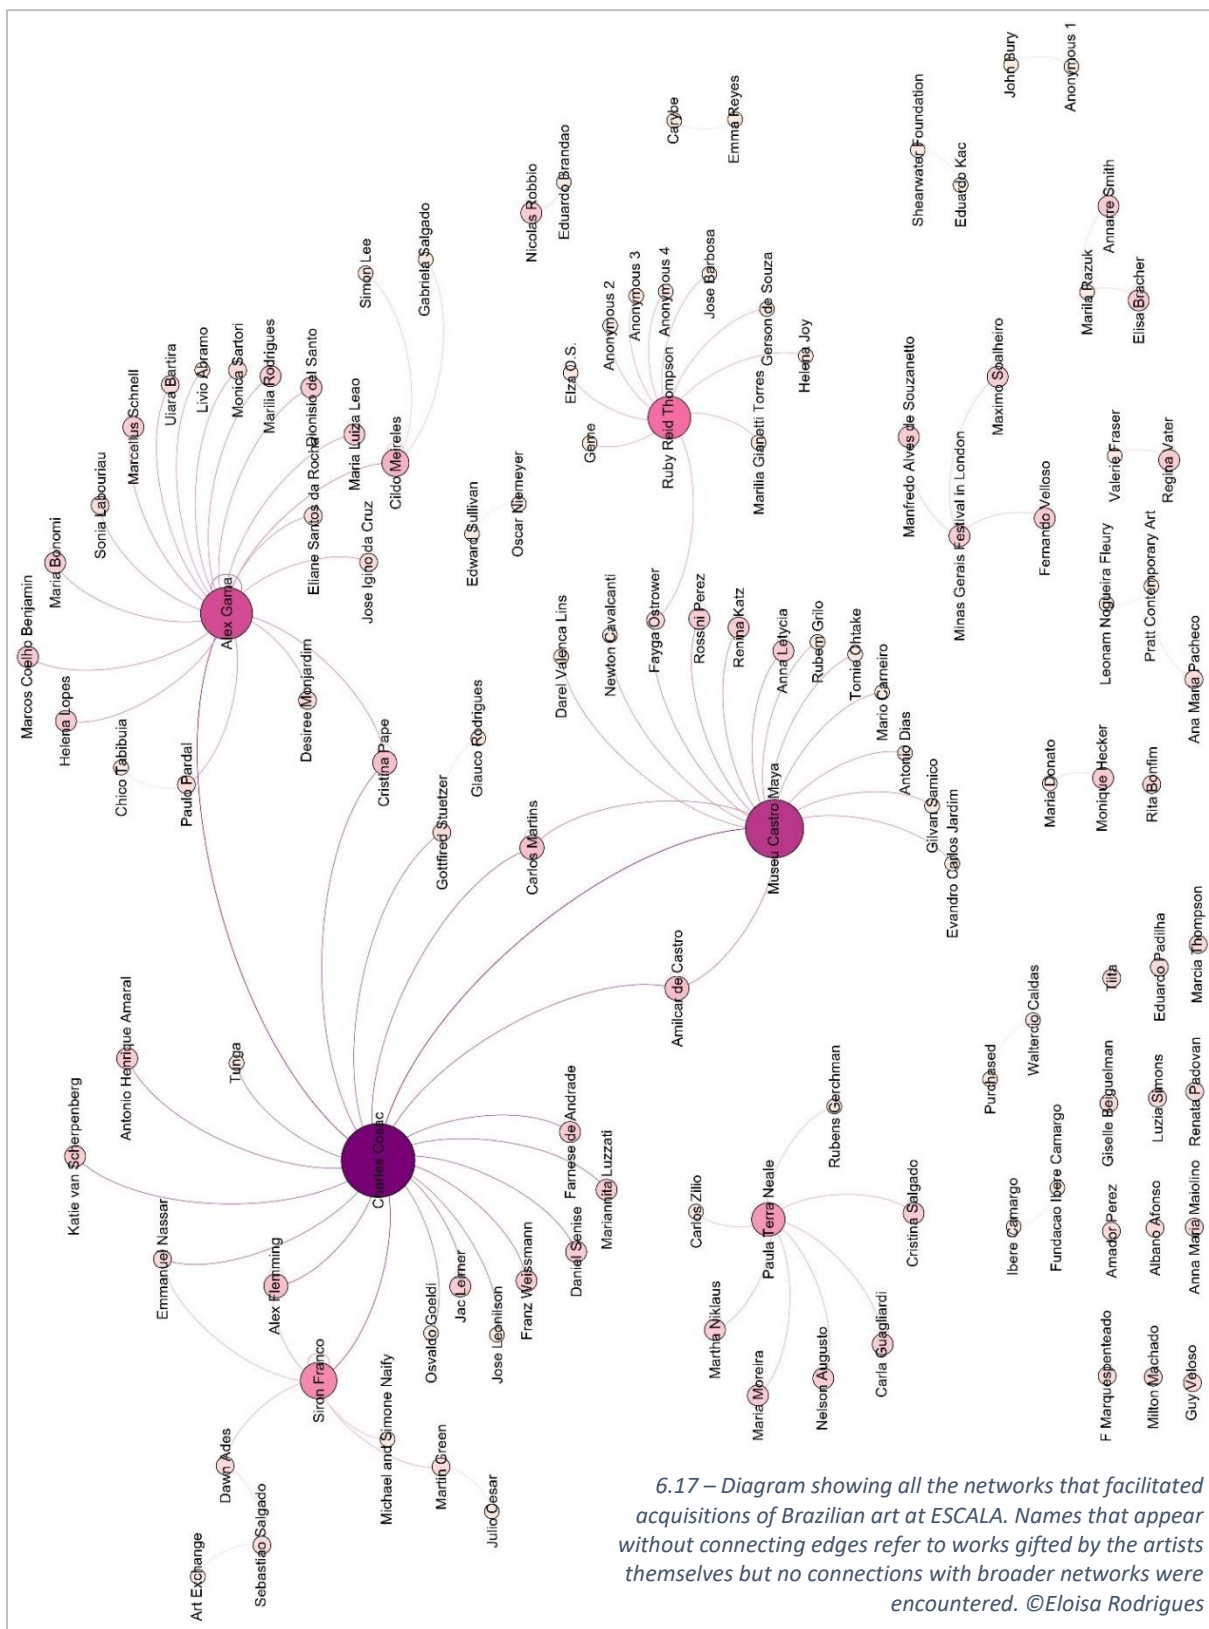 Marcos Coelho Benjamin
Maria Bonomi
Helena Lopes
Sonia Labouriau
Marcellus Schnell
Uiara Bartira
Livio Abramo
Monica Sartori
Marilia Rodrigues
Dionisio del Santo
Eliane Santos da Rocha
Maria Luiza Leao
Jose Igino da Cruz
Cildo Meireles
Simon Lee
Gabriela Salgado
Alex Gama
Chico Tabibuia
Paulo Pardal
Desiree Monjardim
Cristina Pape
Gottfired Stuetzer
Glauco Rodrigues
Carlos Martins
Edward Sullivan
Oscar Niemeyer
Nicolas Robbio
Eduardo Brandao
Carybe
Emma Reyes
John Bury
Anonymous 1
Shearwater Foundation
Eduardo Kac
Marila Razuk
Annarre Smith
Elisa Bracher
Geme
Elza O.S.
Anonymous 2
Anonymous 3
Anonymous 4
Jose Barbosa
Gerson de Souza
Helena Joy
Marilia Gianetti Torres
Ruby Reid Thompson
Darel Valenca Lins
Newton Cavalcanti
Fayga Ostrower
Rossini Perez
Renina Katz
Anna Letycia
Rubem Grilo
Tomie Ohtake
Mario Carneiro
Antonio Dias
Gilvan Samico
Evandro Carlos Jardim
Museu Castro Maya
Amilcar de Castro
Manfredo Alves de Souzanetto
Minas Gerais Festival in London
Maximo Soalheiro
Fernando Velloso
Valerie Fraser
Regina Vater
Leonam Nogueira Fleury
Pratt Contemporary Art
Ana Maria Pacheco
Maria Donato
Monique Hecker
Rita Bonfim
Katie van Scherpenberg
Antonio Henrique Amaral
Tunga
Charles Cosac
Emmanuel Nassar
Alex Flemming
Siron Franco
Osvaldo Goeldi
Jac Leirner
Jose Leonilson
Franz Weissmann
Daniel Senise
Mariannita Luzzati
Farnese de Andrade
Dawn Ades
Michael and Simone Naify
Martin Green
Julio Cesar
Art Exchange
Sebastiao Salgado
Carlos Zilio
Paula Terra Neale
Rubens Gerchman
Cristina Salgado
Martha Niklaus
Maria Moreira
Nelson Augusto
Carla Guagliardi
Purchased
Waltercio Caldas
Ibere Camargo
Fundacao Ibere Camargo
Tiita
Eduardo Padilha
Marcia Thompson
Giselle Beiguelman
Luzia Simons
Renata Padovan
Amador Perez
Albano Afonso
Anna Maria Maiolino
F Marquespenteado
Milton Machado
Guy Veloso
6.17 – Diagram showing all the networks that facilitated
acquisitions of Brazilian art at ESCALA. Names that appear
without connecting edges refer to works gifted by the artists
themselves but no connections with broader networks were
encountered. ©Eloisa Rodrigues